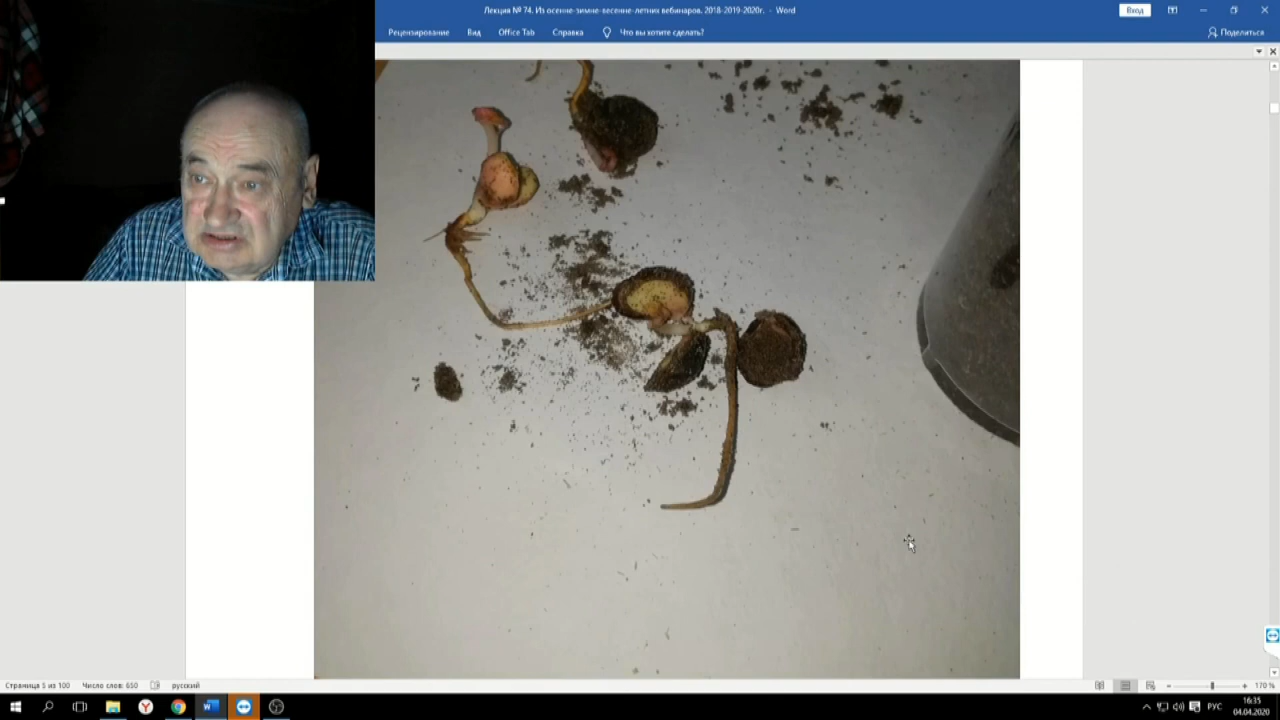 Лекция № 74. Из осенне-зимне-весенне-летних вебинаров. 2018-2019-2020г. - Word
Вход
Рецензирование Вид Office Tab Справка Что вы хотите сделать? Поделиться
Страница 5 из 100 Число слов: 650 русский 170 %
РУС
16:35
04.04.2020